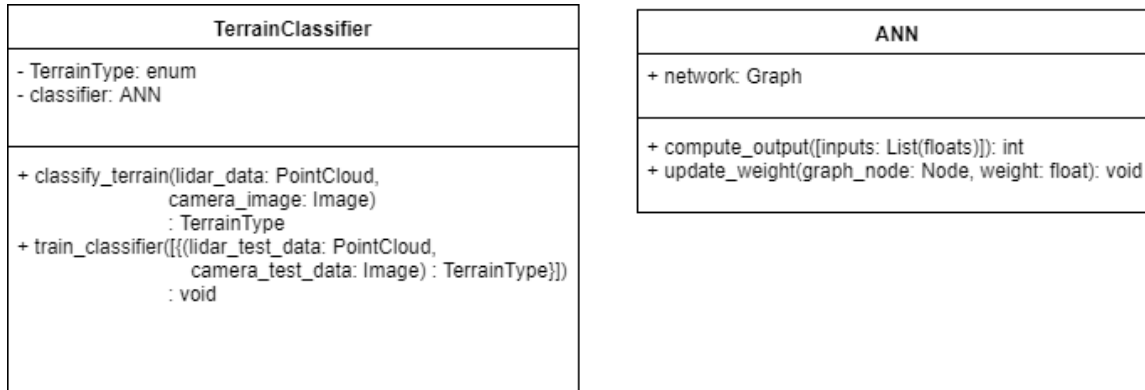 TerrainClassifier
- TerrainType: enum
- classifier: ANN
+ classify_terrain(lidar_data: PointCloud,
camera_image: Image)
: TerrainType
+ train_classifier([{(lidar_test_data: PointCloud,
camera_test_data: Image) : TerrainType}])
: void
ANN
+ network: Graph
+ compute_output([inputs: List(floats)]): int
+ update_weight(graph_node: Node, weight: float): void